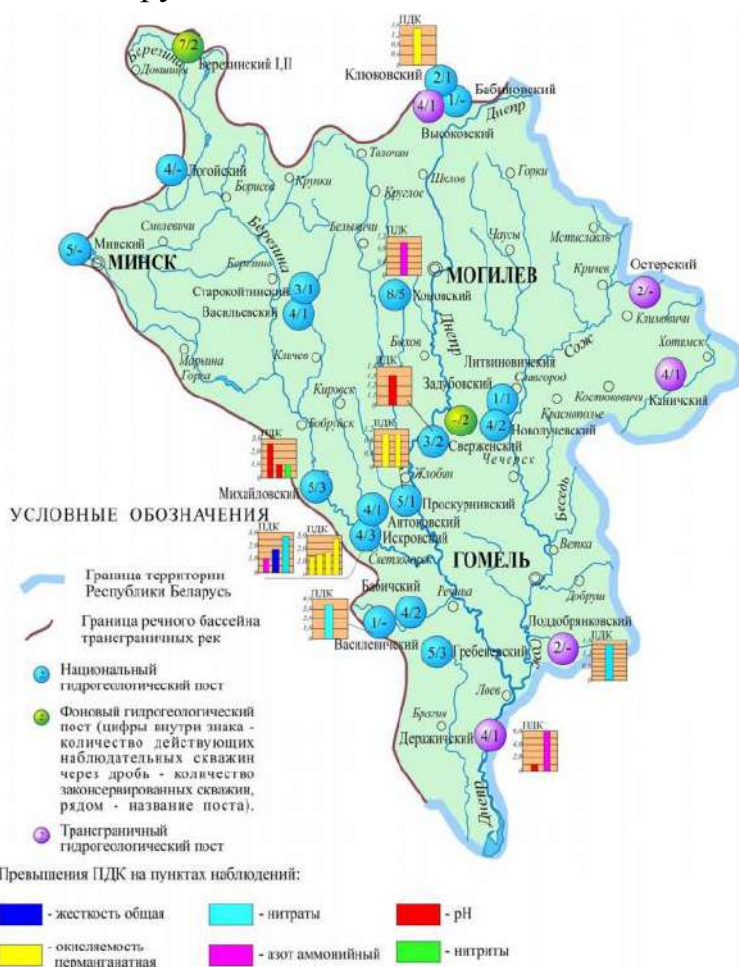 ПДК
7/2
Березина
Березинский I,II
Докшицы
Клюковский
2/1
Бабиновский
1/-
4/1
Днепр
Высоковский
4/-
Логойский
Борисов
Крупки
Толочин
Круглое
Шклов
Горки
5/-
Минский
МИНСК
Смолевичи
Березино
Березина
Белыничи
ПДК
МОГИЛЕВ
Чаусы
Мстиславль
Кричев
Остерский
2/-
Климовичи
Хотимск
Старокойтинский
3/1
Васильевский
4/1
8/5
Хоновский
Днепр
Сож
Марьина
Горка
Кличев
Быхов
ПДК
Литвиновичская
Задубовский
Славгород
1/1
4/1
Каничский
Костюковичи
Краснополье
Кировск
Бобруйск
-/2
4/2
3/2
Сверженский
Чечерск
ПДК
Жлобин
Михайловский
5/3
5/1
Проскурнивский
4/1
4/3
Искровский
Светлогорск
Беседь
Ветка
ГОМЕЛЬ
Добруш
УСЛОВНЫЕ ОБОЗНАЧЕНИЯ
ПДК
ПДК
Граница территории
Республики Беларусь
Граница речного бассейна
трансграничных рек
Национальный
гидрогеологический пост
Фоновый гидрогеологический
пост (цифры внутри знака -
количество действующих
наблюдательных скважин
через дробь - количество
законсервированных скважин,
рядом - название поста).
Трансграничный
гидрогеологический пост
Бабичский
4/2
Речица
ПДК
1/-
Василевичский
5/3
Гребеневский
Поддобрянковский
2/-
ПДК
Сож
Лоев
Брагин
Деражичский
4/1
ПДК
Днепр
Превышения ПДК на пунктах наблюдений:
- жесткость общая
- нитраты
- pH
- окисляемость
перманганатная
- азот аммонийный
- нитриты